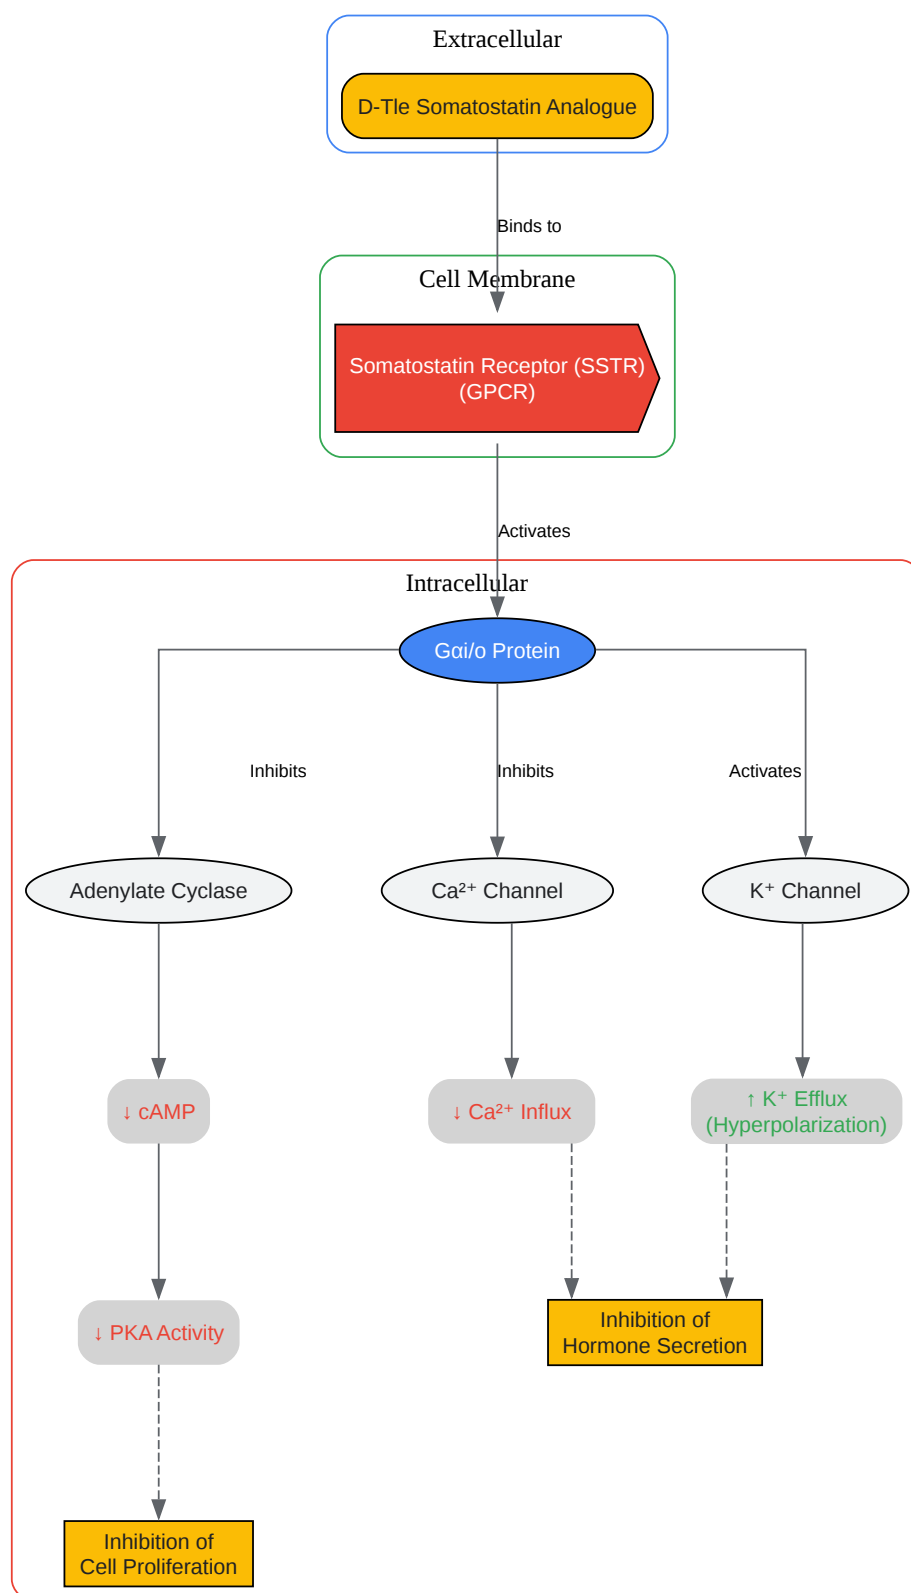 Extracellular
D-Tle Somatostatin Analogue
Binds to
Cell Membrane
Somatostatin Receptor (SSTR)
(GPCR)
Activates
Intracellular
Gαi/o Protein
Inhibits
Inhibits
Activates
Adenylate Cyclase
Ca²⁺ Channel
K⁺ Channel
↓ cAMP
↓ Ca²⁺ Influx
↑ K⁺ Efflux
(Hyperpolarization)
↓ PKA Activity
Inhibition of
Hormone Secretion
Inhibition of
Cell Proliferation